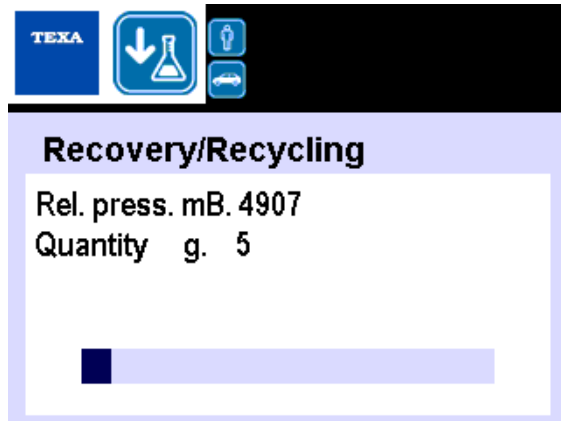 TEXA
Recovery/Recycling
Rel. press. mB. 4907
Quantity g. 5